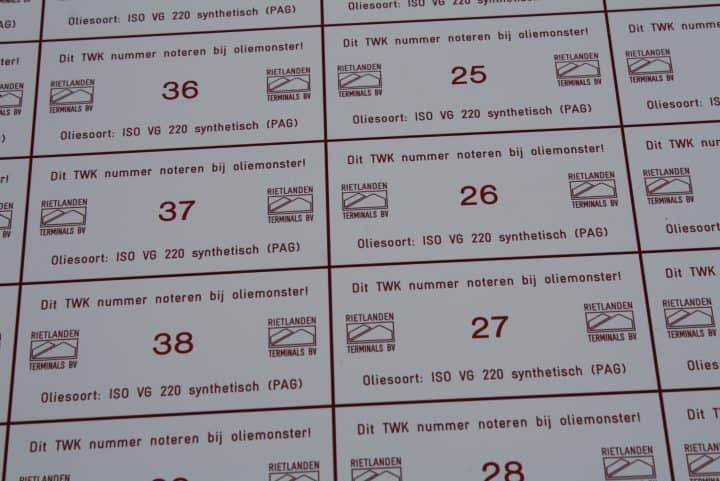 Oliesoort: ISO VG 220 synthetisch (PAG)
Dit TWK nummer noteren bij oliemonster!
RIETLANDEN
TERMINALS BV
36
RIETLANDEN
TERMINALS BV
Oliesoort: ISO VG 220 synthetisch (PAG)
Dit TWK nummer noteren bij oliemonster!
RIETLANDEN
TERMINALS BV
25
RIETLANDEN
TERMINALS BV
Oliesoort: ISO VG 220 synthetisch (PAG)
Dit TWK nummer
RIETLANDEN
TERMINALS BV
Oliesoort:
Dit TWK nummer noteren bij oliemonster!
RIETLANDEN
TERMINALS BV
37
RIETLANDEN
TERMINALS BV
Oliesoort: ISO VG 220 synthetisch (PAG)
Dit TWK nummer noteren bij oliemonster!
RIETLANDEN
TERMINALS BV
26
RIETLANDEN
TERMINALS BV
Oliesoort: ISO VG 220 synthetisch (PAG)
Dit TWK
RIETLANDEN
TERMINALS BV
Dit TWK nummer noteren bij oliemonster!
RIETLANDEN
TERMINALS BV
38
RIETLANDEN
TERMINALS BV
Oliesoort: ISO VG 220 synthetisch (PAG)
Dit TWK nummer noteren bij oliemonster!
RIETLANDEN
TERMINALS BV
27
RIETLANDEN
TERMINALS BV
Oliesoort: ISO VG 220 synthetisch (PAG)
Dit TWK
RIETLANDEN
TERMINALS BV
Dit TWK nummer noteren bij oliemonster!
RIETLANDEN
RIETLANDEN
Dit TWK nummer noteren bij oliemonster!
RIETLANDEN
28
RIETLANDEN
Dit